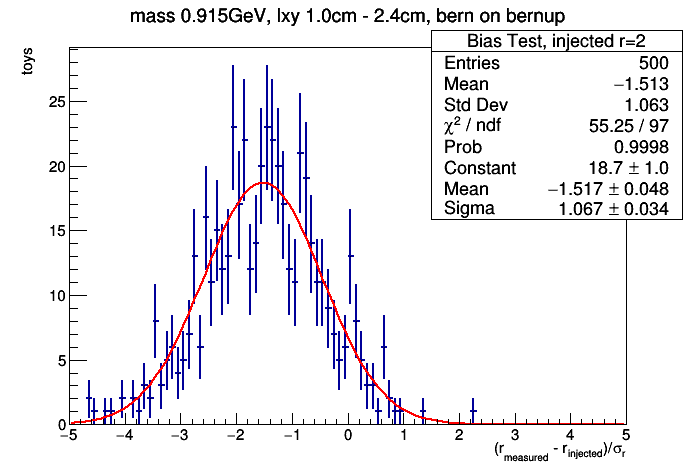 mass 0.915GeV, lxy 1.0cm - 2.4cm, bern on bernup
toys
Bias Test, injected r=2
Entries 500
Mean −1.513
Std Dev 1.063
χ² / ndf 55.25 / 97
Prob 0.9998
Constant 18.7 ± 1.0
Mean −1.517 ± 0.048
Sigma 1.067 ± 0.034
25
20
15
10
5
0
−5 −4 −3 −2 −1 0 1 2 3 4 5
(r_measured - r_injected)/σ_r